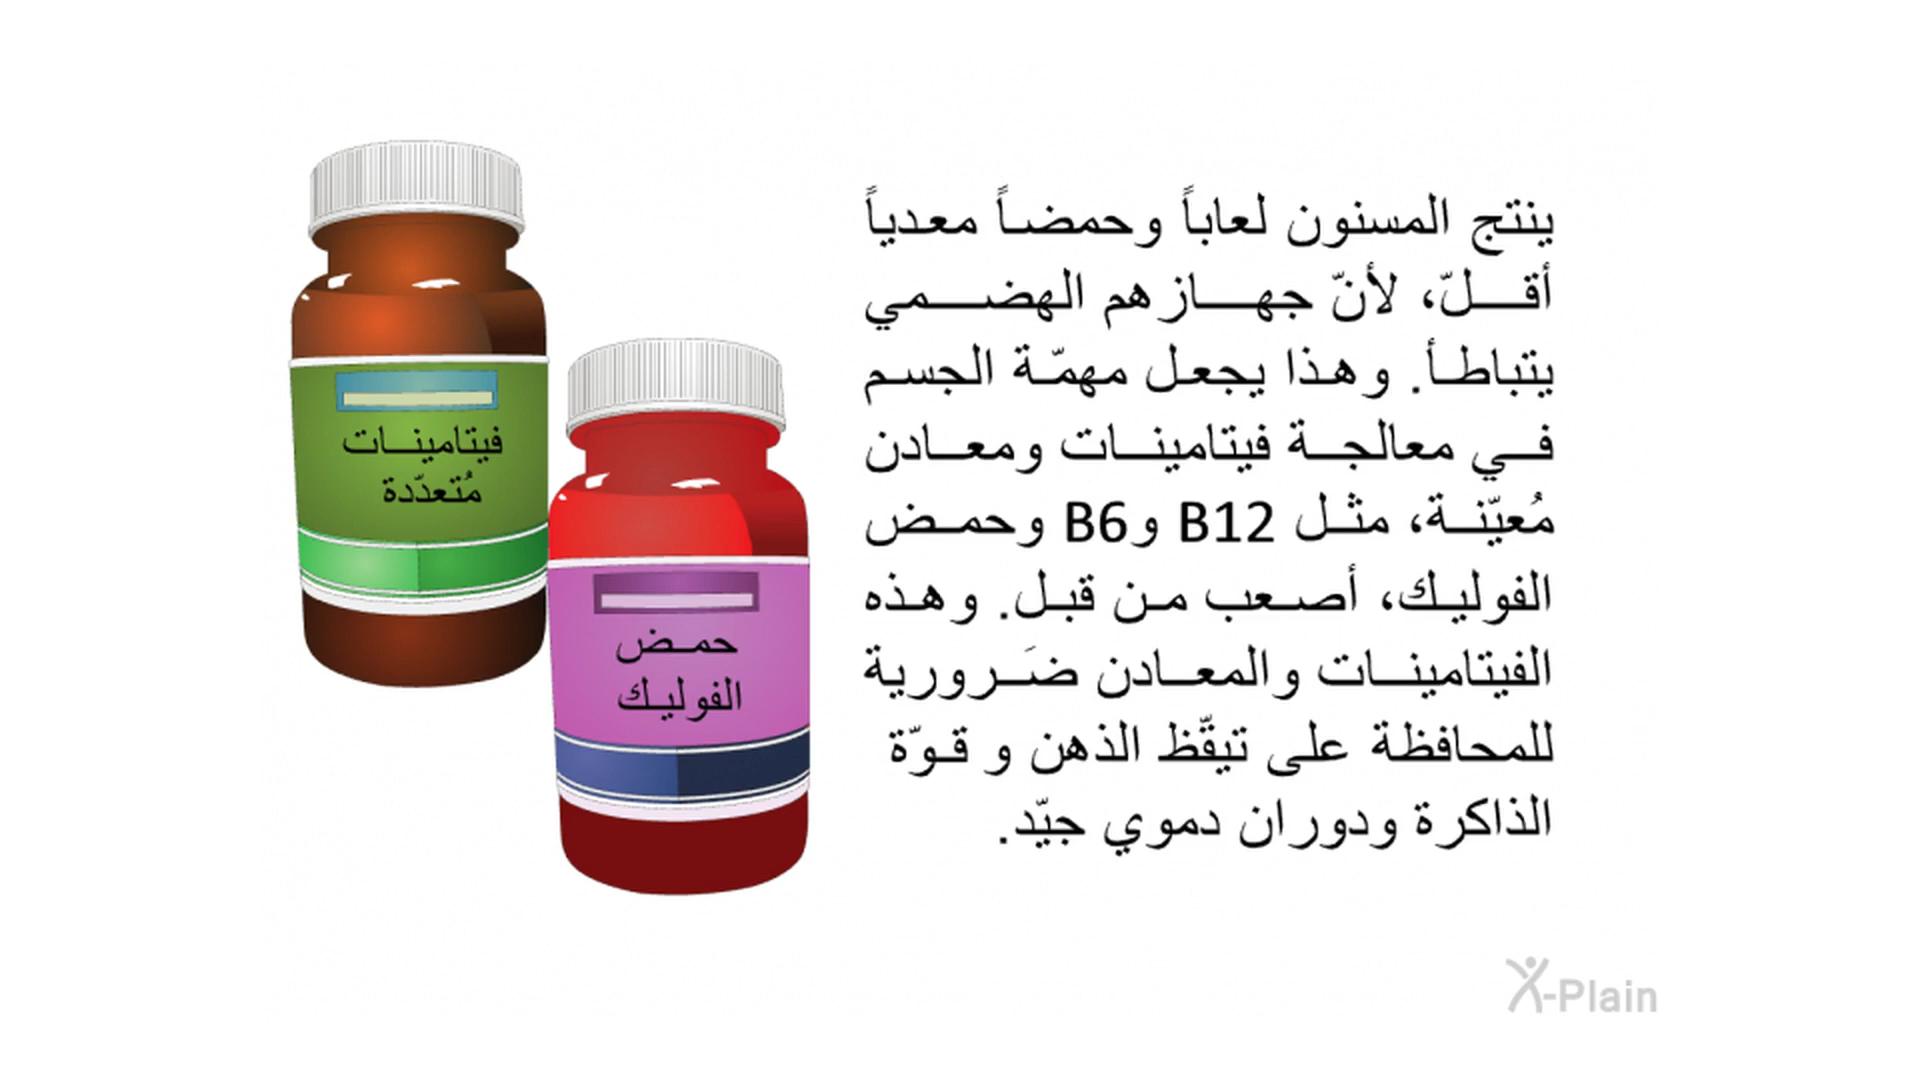 ينتج المسنون لعاباً وحمضاً معدياً
أقلّ، لأنّ جهازهم الهضمي
يتباطأ. وهذا يجعل مهمّة الجسم
في معالجة فيتامينات ومعادن
مُعيّنة، مثل B12 وB6 وحمض
الفوليك، أصعب من قبل. وهذه
الفيتامينات والمعادن ضَرورية
للمحافظة على تيقّظ الذهن و قوّة
الذاكرة ودوران دموي جيّد.
فيتامينات
مُتعدّدة
حمض
الفوليك
X-Plain